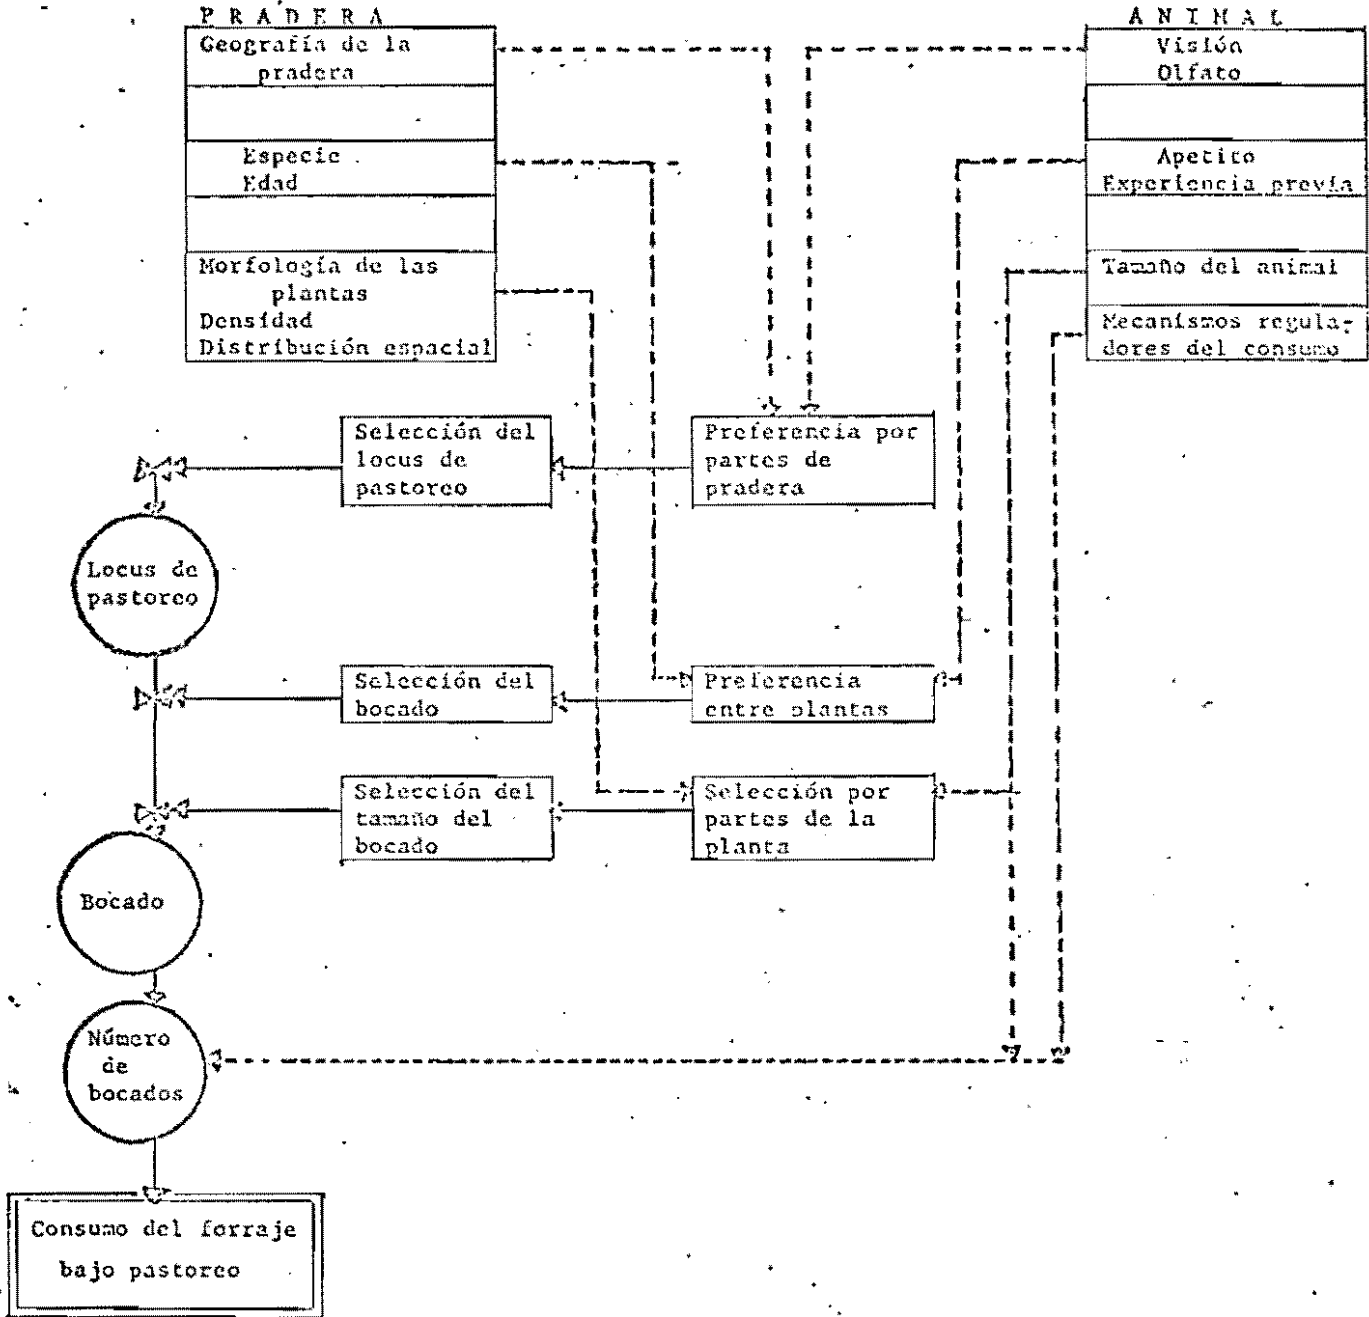 PRADERA
Geografía de la
pradera
Especie
Edad
Morfología de las
plantas
Densidad
Distribución espacial
ANIMAL
Visión
Olfato
Apetito
Experiencia previa
Tamaño del animal
Mecanismos regula-
dores del consumo
Selección del
locus de
pastoreo
Preferencia por
partes de
pradera
Locus de
pastoreo
Selección del
bocado
Preferencia
entre plantas
Selección del
tamaño del
bocado
Selección por
partes de la
planta
Bocado
Número
de
bocados
Consumo del forraje
bajo pastoreo